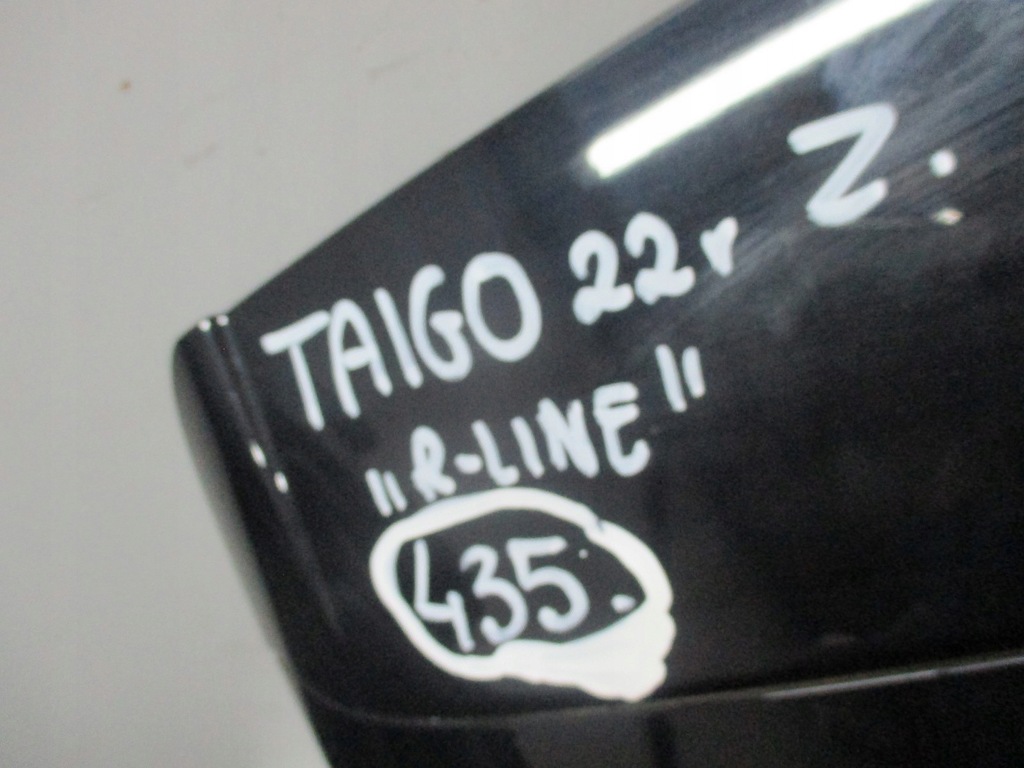 TAIGO 22r Z.
„R-LINE"
435.